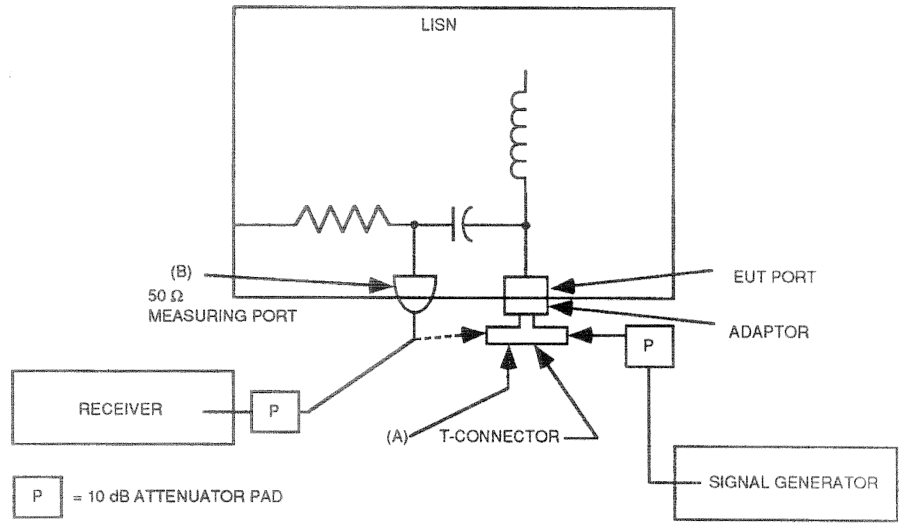 LISN
(B)
50 Ω
MEASURING PORT
EUT PORT
ADAPTOR
P
RECEIVER
P
(A)
T-CONNECTOR
P
= 10 dB ATTENUATOR PAD
SIGNAL GENERATOR